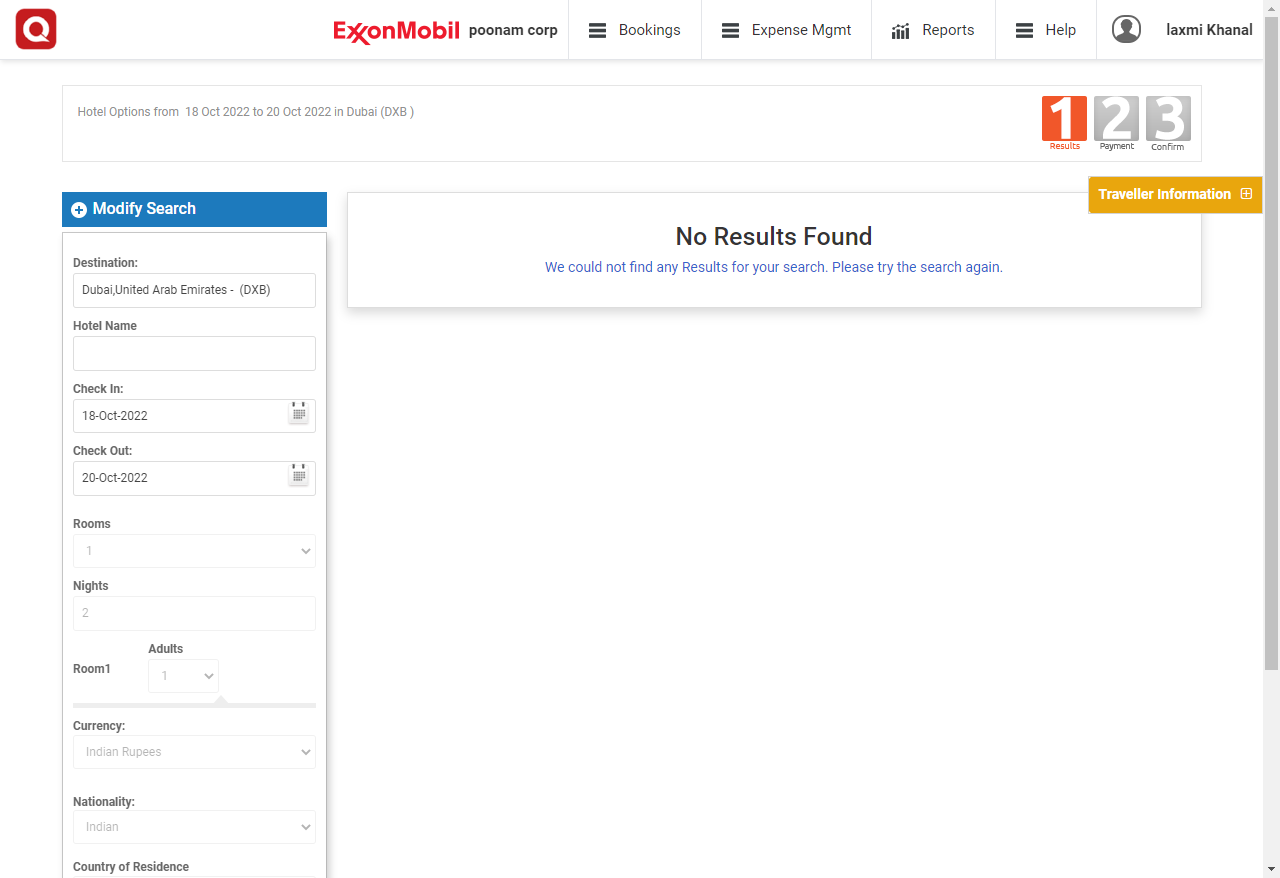 Q
ExxonMobil poonam corp Bookings Expense Mgmt Reports Help laxmi Khanal
Hotel Options from 18 Oct 2022 to 20 Oct 2022 in Dubai (DXB )
1 2 3
Results Payment Confirm
Traveller Information
Modify Search
No Results Found
We could not find any Results for your search. Please try the search again.
Destination:
Dubai,United Arab Emirates - (DXB)
Hotel Name
Check In:
18-Oct-2022
Check Out:
20-Oct-2022
Rooms
1
Nights
2
Adults
Room1
1
Currency:
Indian Rupees
Nationality:
Indian
Country of Residence